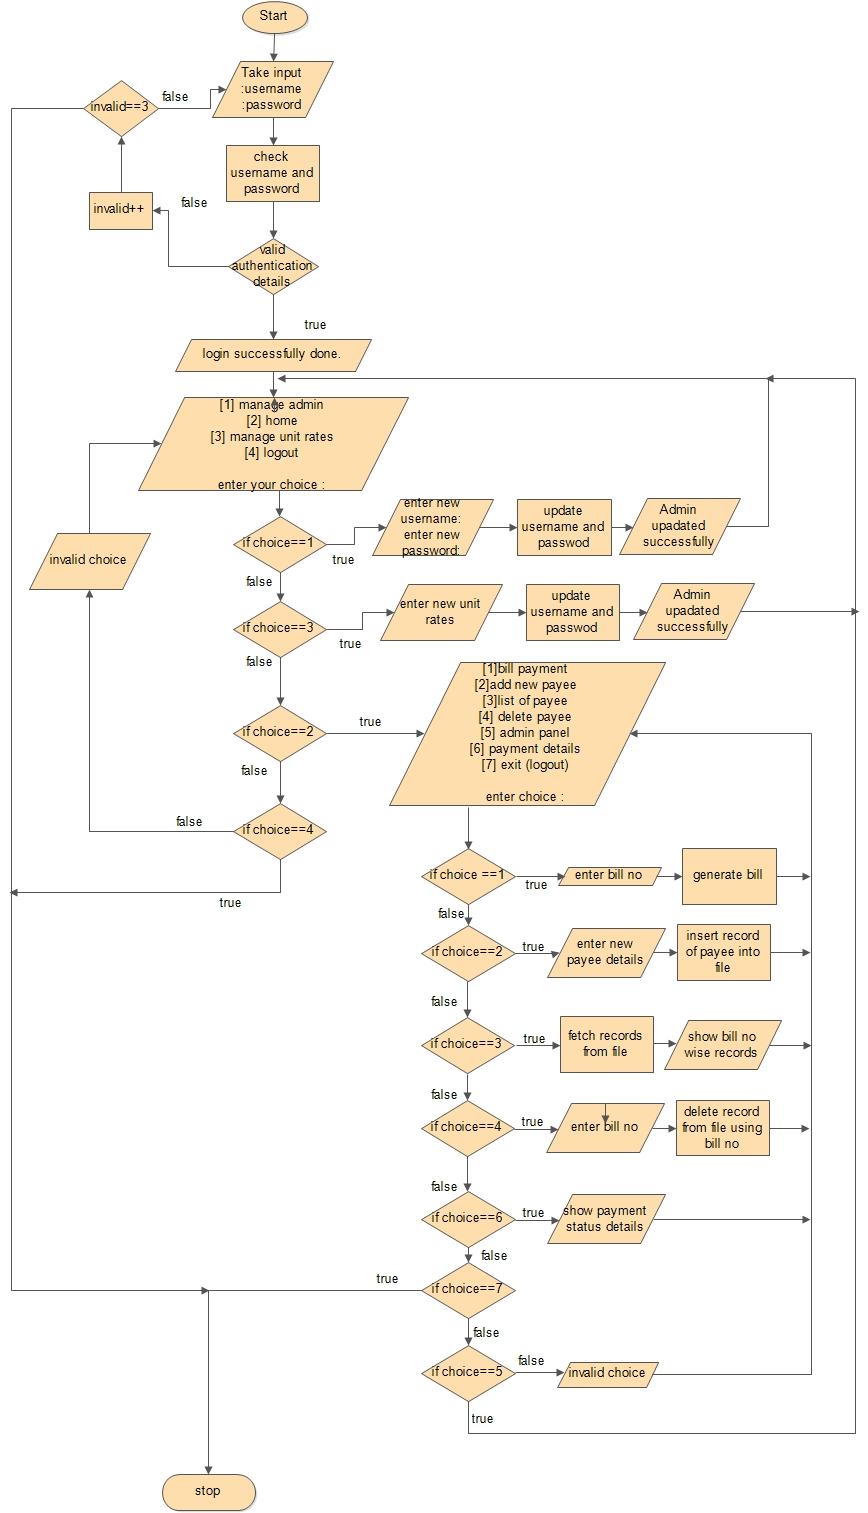 Start
Take input
:username
:password
invalid==3
false
check
username and
password
invalid++
false
valid
authentication
details
true
login successfully done.
[1] manage admin
[2] home
[3] manage unit rates
[4] logout
enter your choice :
if choice==1
true
enter new
username:
enter new
password:
update
username and
passwod
Admin
upadated
successfully
invalid choice
false
if choice==3
true
enter new unit
rates
update
username and
passwod
Admin
upadated
successfully
false
[1]bill payment
[2]add new payee
[3]list of payee
[4] delete payee
[5] admin panel
[6] payment details
[7] exit (logout)
enter choice :
if choice==2
true
false
if choice==4
false
true
if choice ==1
true
enter bill no
generate bill
false
if choice==2
true
enter new
payee details
insert record
of payee into
file
false
if choice==3
true
fetch records
from file
show bill no
wise records
false
if choice==4
true
enter bill no
delete record
from file using
bill no
false
if choice==6
true
show payment
status details
false
if choice==7
true
false
if choice==5
false
invalid choice
true
stop